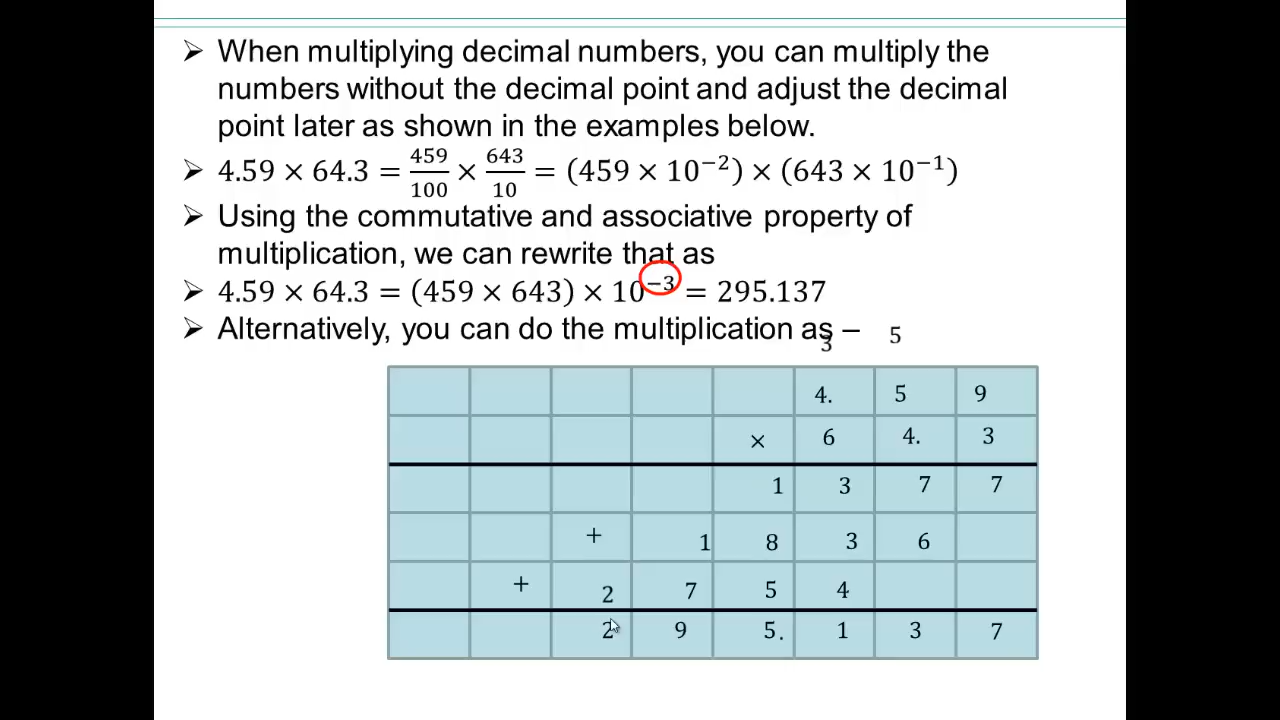 ➢ When multiplying decimal numbers, you can multiply the
numbers without the decimal point and adjust the decimal
point later as shown in the examples below.
➢ 4.59 × 64.3 = 459/100 × 643/10 = (459 × 10⁻²) × (643 × 10⁻¹)
➢ Using the commutative and associative property of
multiplication, we can rewrite that as
➢ 4.59 × 64.3 = (459 × 643) × 10⁻³ = 295.137
➢ Alternatively, you can do the multiplication as –
3 5
4. 5 9
× 6 4. 3
1 3 7 7
+ 1 8 3 6
+ 2 7 5 4
2 9 5. 1 3 7